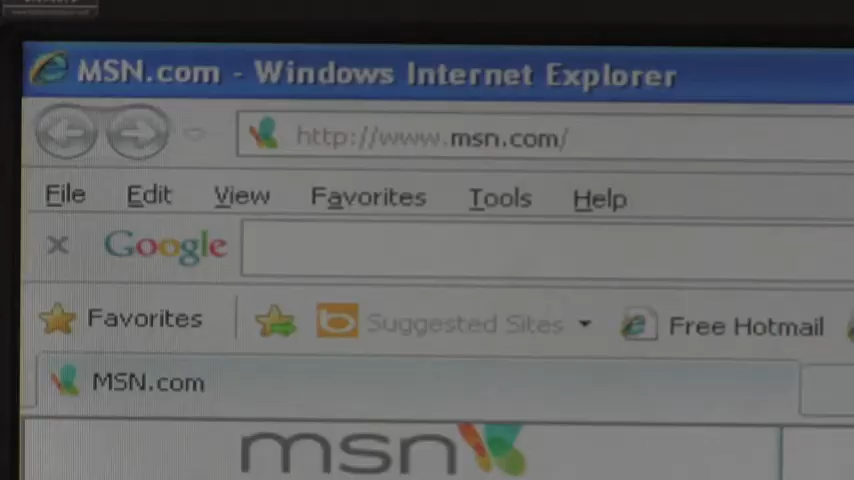 MSN.com - Windows Internet Explorer
http://www.msn.com/
File Edit View Favorites Tools Help
x Google
Favorites Suggested Sites Free Hotmail
MSN.com
msn